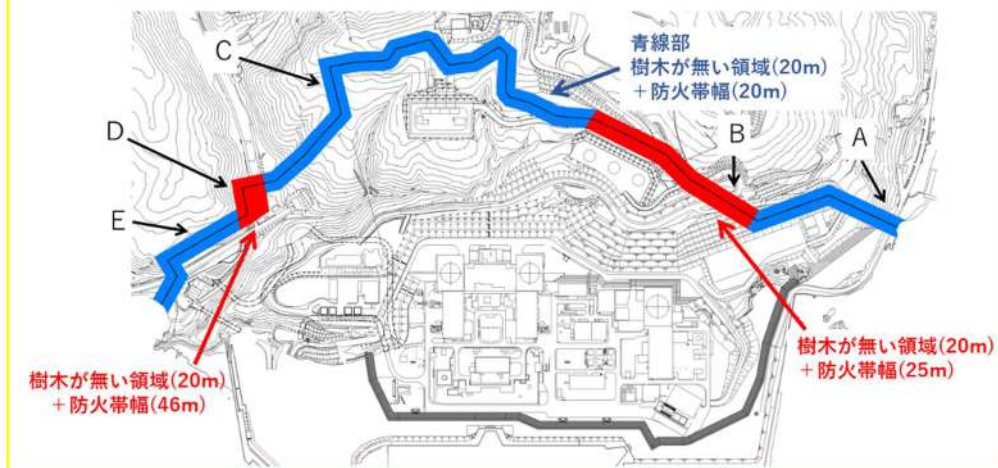 C
青線部
樹木が無い領域(20m)
＋防火帯幅(20m)
B
A
D
E
樹木が無い領域(20m)
＋防火帯幅(46m)
樹木が無い領域(20m)
＋防火帯幅(25m)